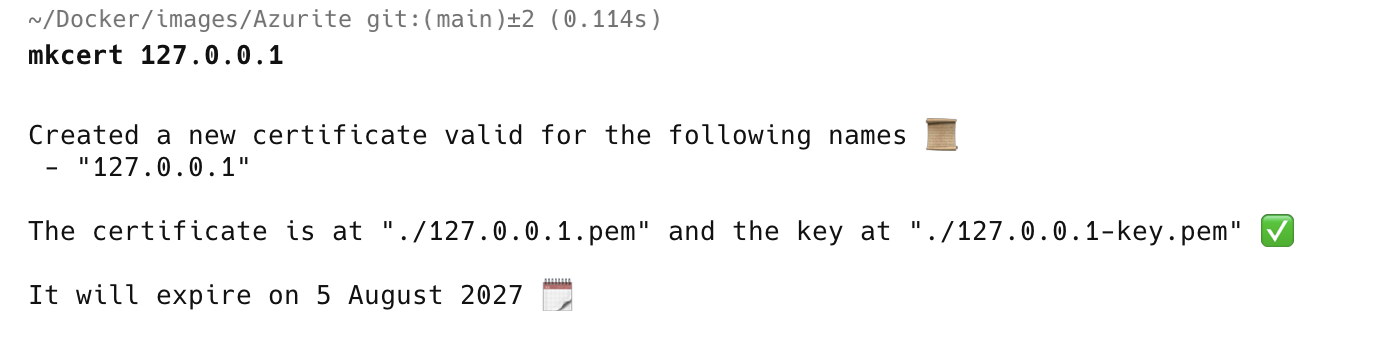 ~/Docker/images/Azurite git:(main)±2 (0.114s)
mkcert 127.0.0.1
Created a new certificate valid for the following names 📜
- "127.0.0.1"
The certificate is at "./127.0.0.1.pem" and the key at "./127.0.0.1-key.pem" ✅
It will expire on 5 August 2027 🗓